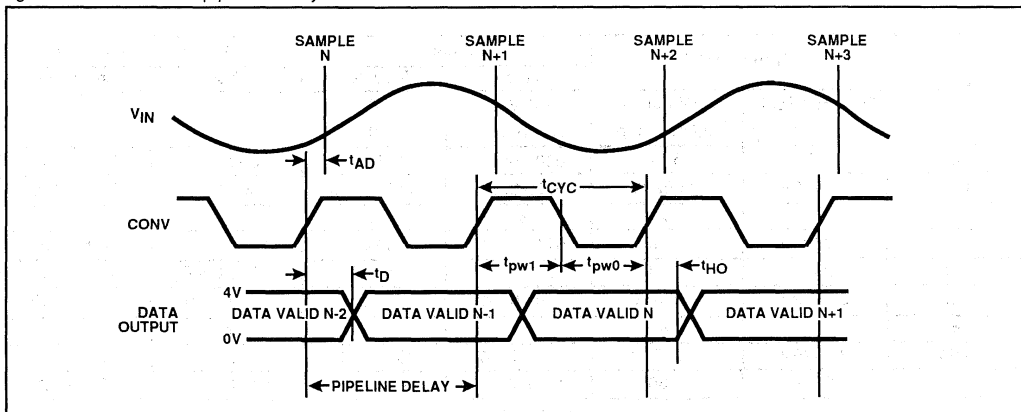 SAMPLE N
SAMPLE N+1
SAMPLE N+2
SAMPLE N+3
VIN
tAD
tCYC
CONV
tpw1
tpw0
tD
tHO
4V
DATA OUTPUT
DATA VALID N-2
DATA VALID N-1
DATA VALID N
DATA VALID N+1
0V
PIPELINE DELAY